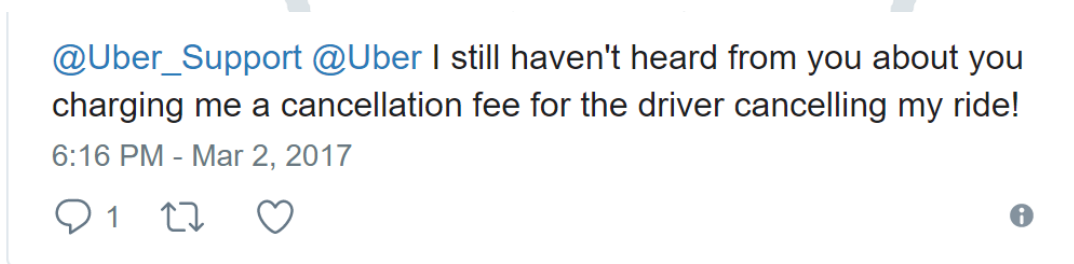 @Uber_Support @Uber I still haven't heard from you about you
charging me a cancellation fee for the driver cancelling my ride!
6:16 PM - Mar 2, 2017
1